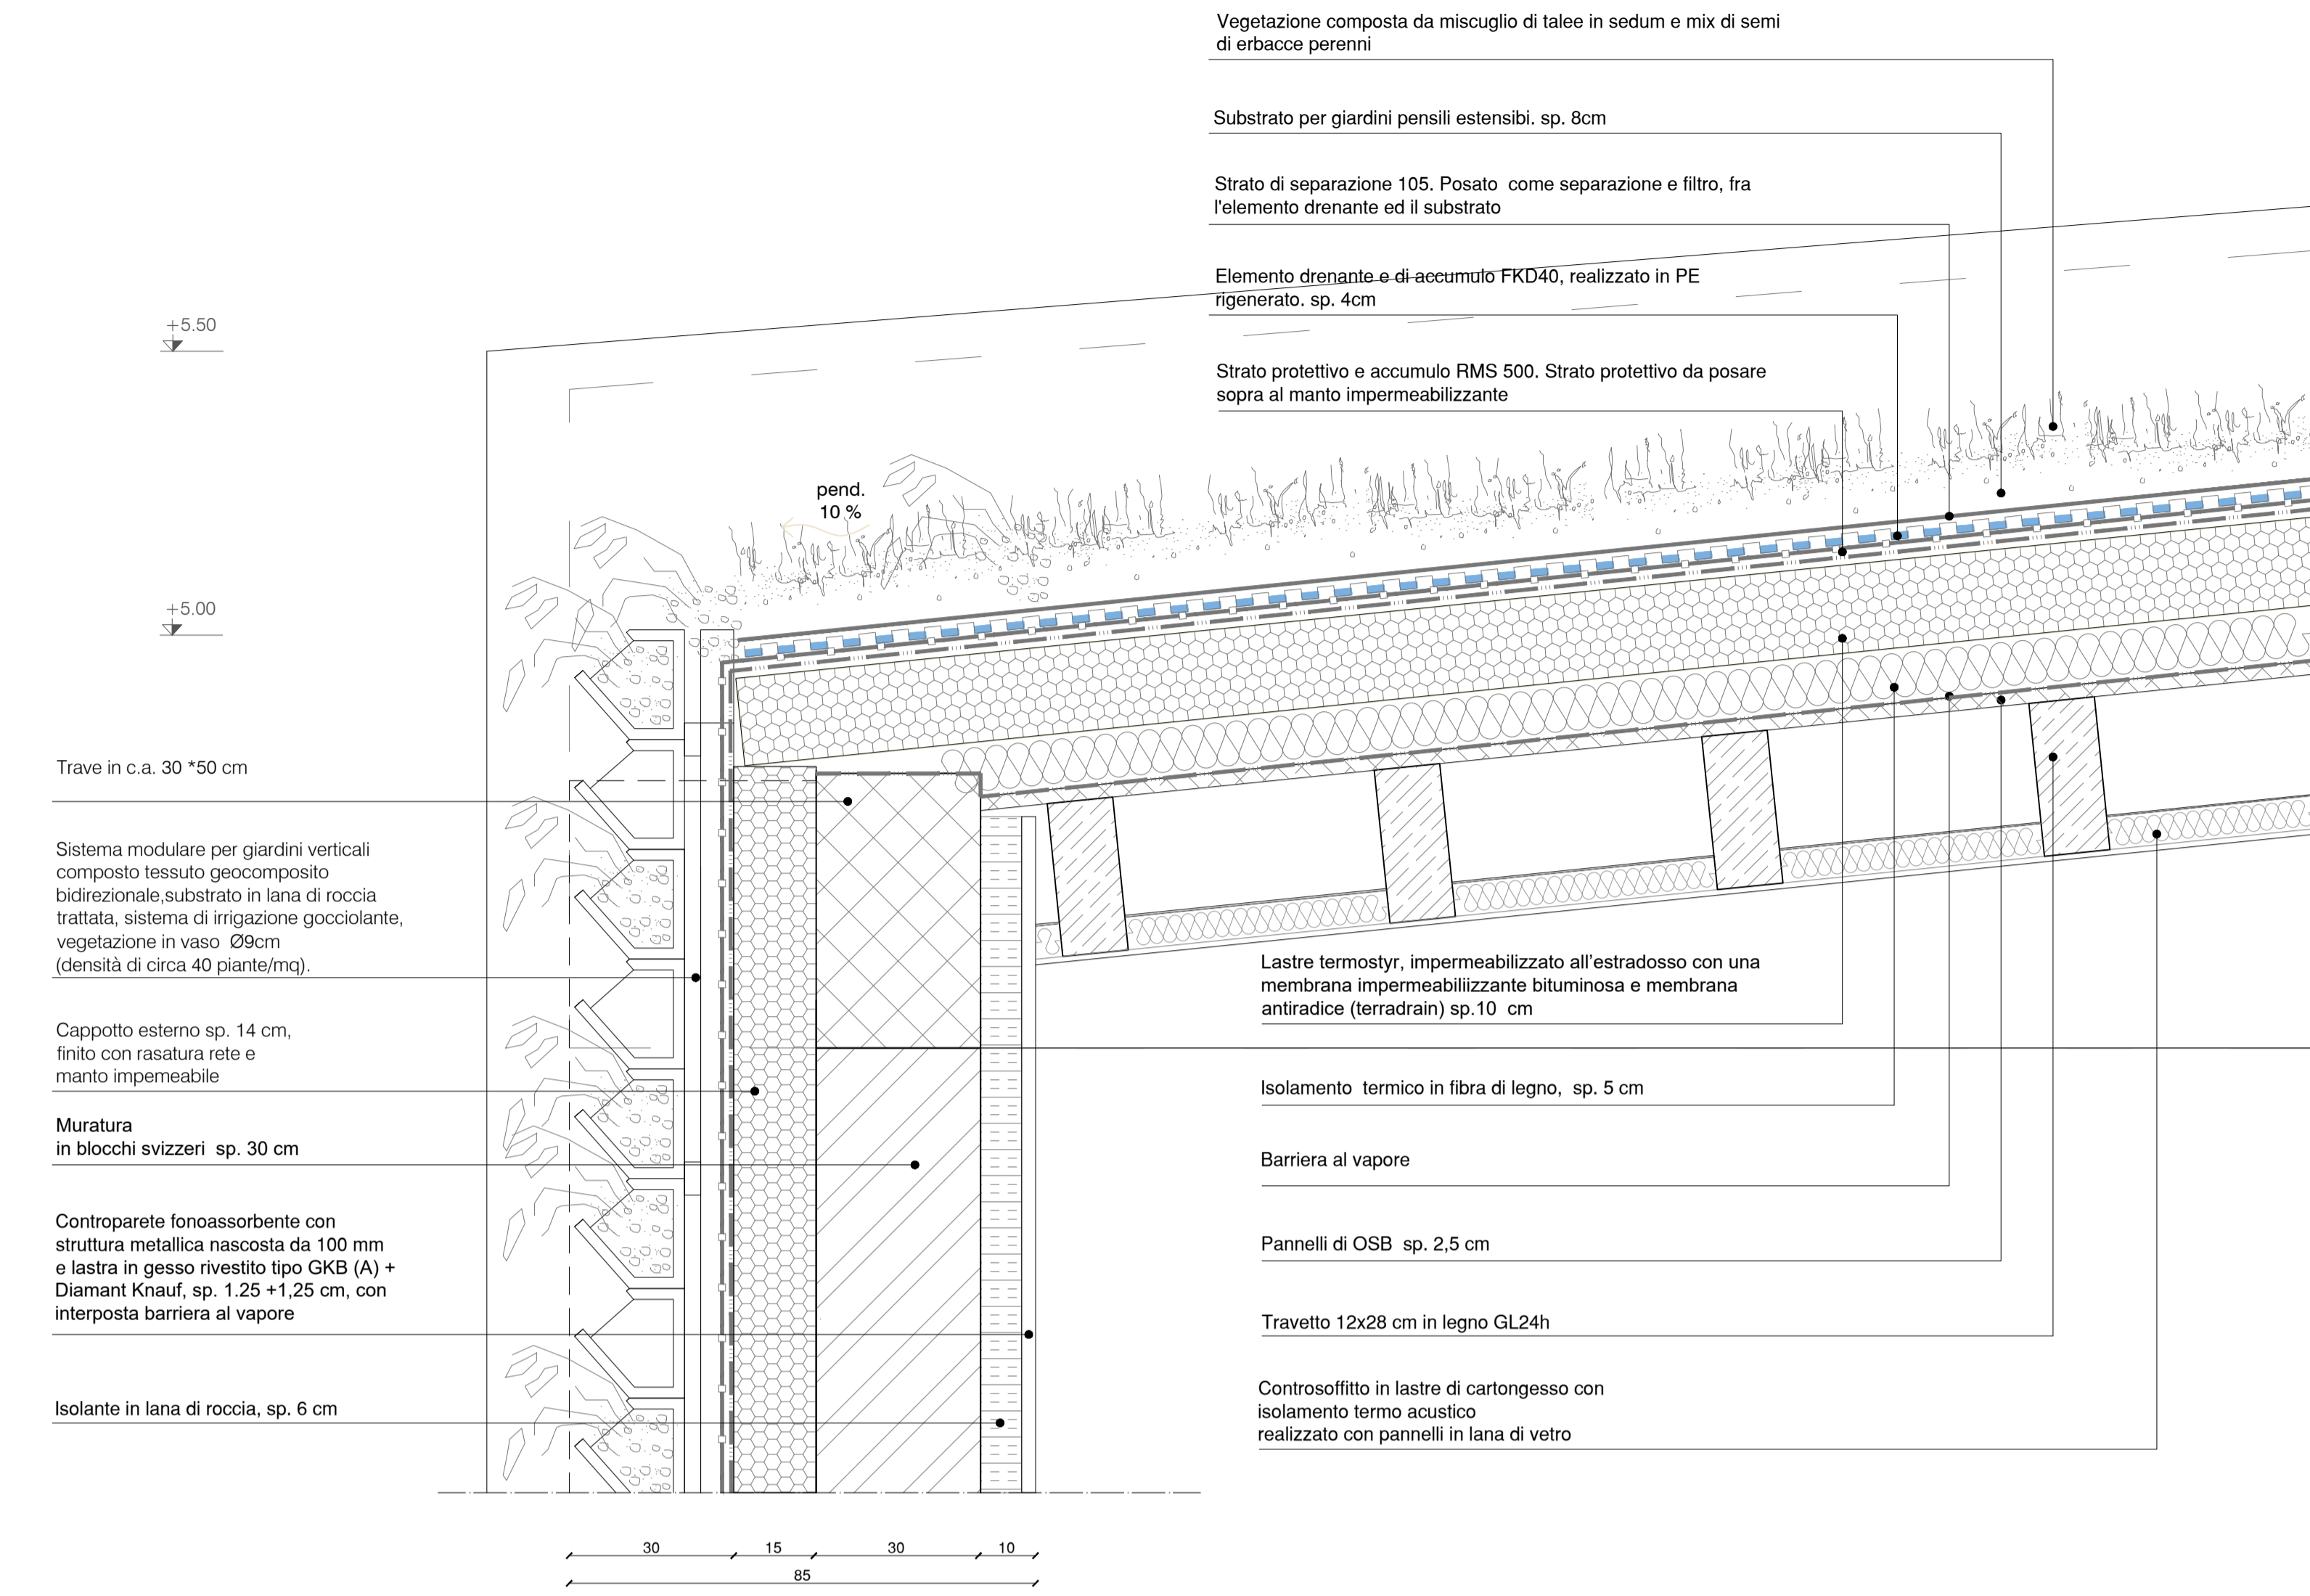 Vegetazione composta da miscuglio di talee in sedum e mix di semi
di erbacce perenni
Substrato per giardini pensili estensibi. sp. 8cm
Strato di separazione 105. Posato  come separazione e filtro, fra
l'elemento drenante ed il substrato
Elemento drenante e di accumulo FKD40, realizzato in PE
rigenerato. sp. 4cm
Strato protettivo e accumulo RMS 500. Strato protettivo da posare
sopra al manto impermeabilizzante
+5.50
pend.
10 %
+5.00
Trave in c.a. 30 *50 cm
Sistema modulare per giardini verticali
composto tessuto geocomposito
bidirezionale,substrato in lana di roccia
trattata, sistema di irrigazione gocciolante,
vegetazione in vaso  Ø9cm
(densità di circa 40 piante/mq).
Cappotto esterno sp. 14 cm,
finito con rasatura rete e
manto impemeabile
Muratura
in blocchi svizzeri  sp. 30 cm
Controparete fonoassorbente con
struttura metallica nascosta da 100 mm
e lastra in gesso rivestito tipo GKB (A) +
Diamant Knauf, sp. 1.25 +1,25 cm, con
interposta barriera al vapore
Isolante in lana di roccia, sp. 6 cm
Lastre termostyr, impermeabilizzato all’estradosso con una
membrana impermeabiliizzante bituminosa e membrana
antiradice (terradrain) sp.10  cm
Isolamento  termico in fibra di legno,  sp. 5 cm
Barriera al vapore
Pannelli di OSB  sp. 2,5 cm
Travetto 12x28 cm in legno GL24h
Controsoffitto in lastre di cartongesso con
isolamento termo acustico
realizzato con pannelli in lana di vetro
30 15 30 10
85